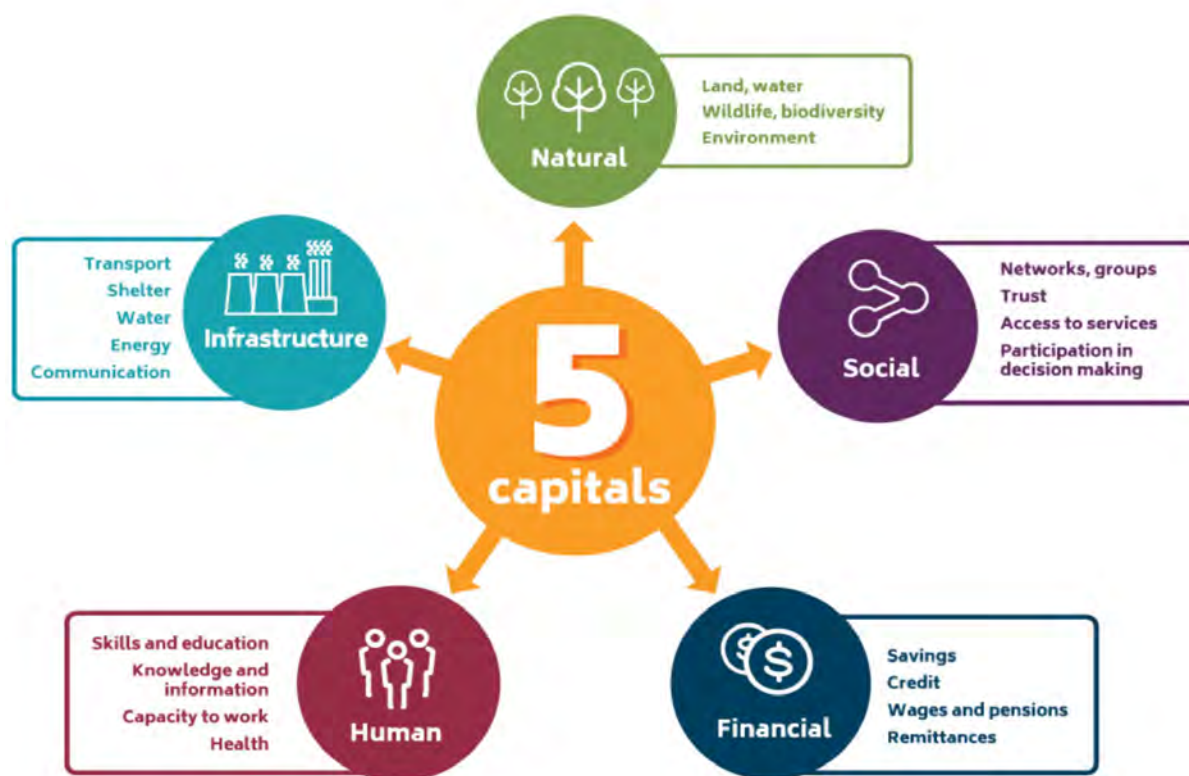 Natural
Land, water
Wildlife, biodiversity
Environment
Transport
Shelter
Water
Energy
Communication
Infrastructure
5
capitals
Social
Networks, groups
Trust
Access to services
Participation in
decision making
Skills and education
Knowledge and
information
Capacity to work
Health
Human
$
$
Financial
Savings
Credit
Wages and pensions
Remittances